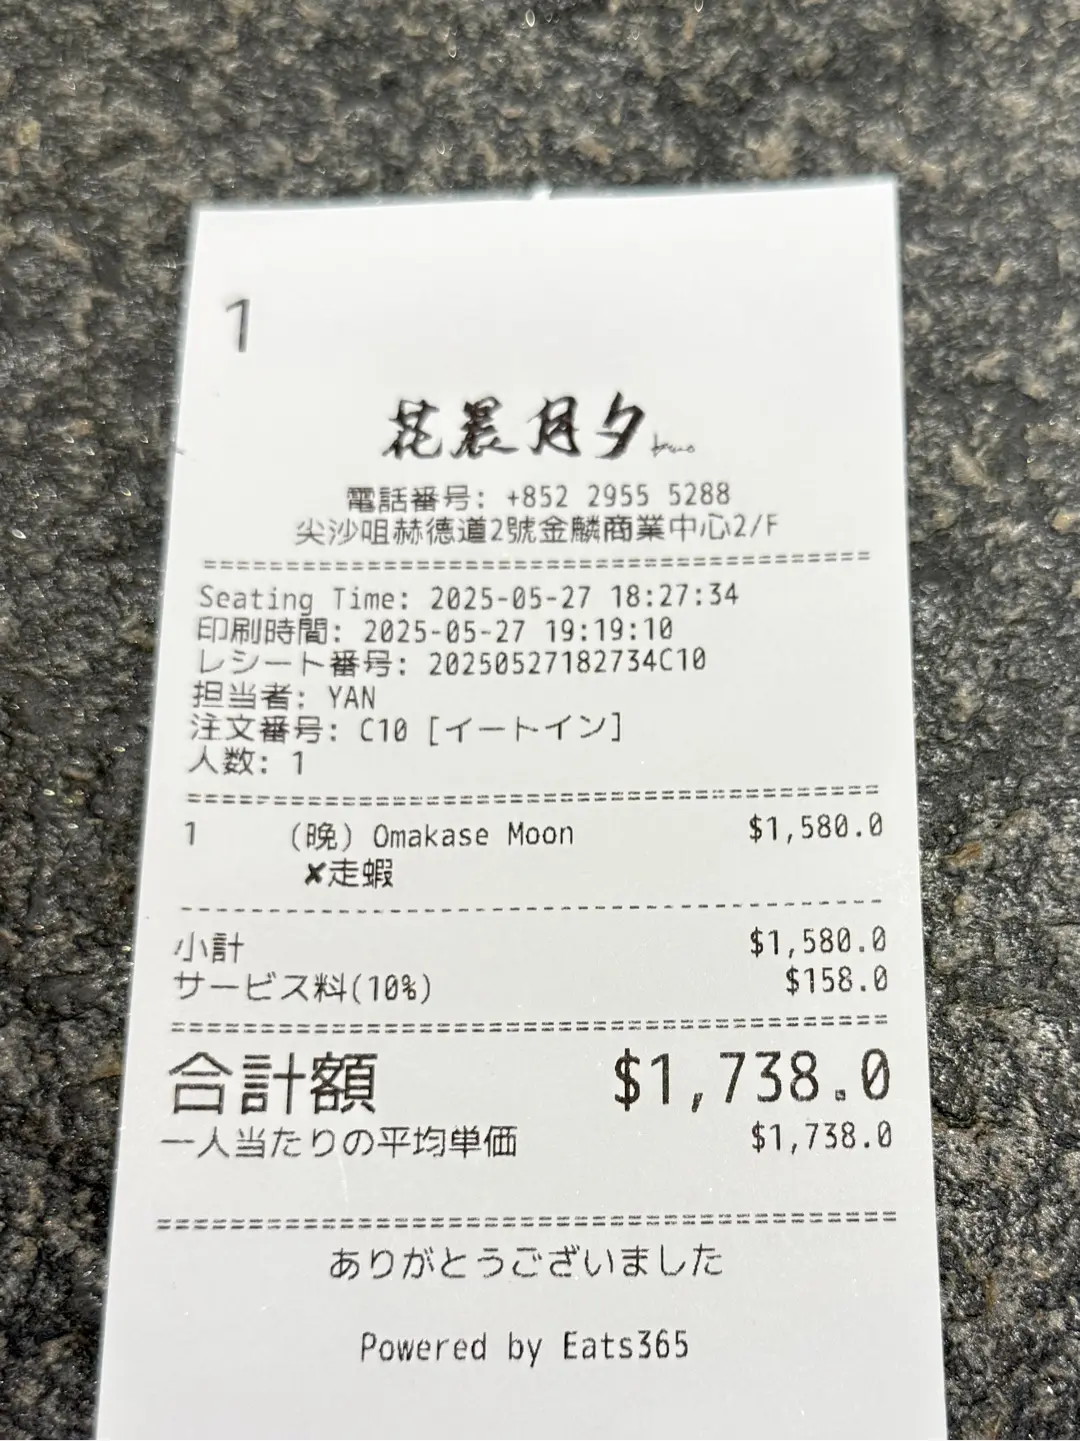 1
花晨月夕
電話番号: +852 2955 5288
尖沙咀赫德道2號金麟商業中心2/F
Seating Time: 2025-05-27 18:27:34
印刷時間: 2025-05-27 19:19:10
レシート番号: 20250527182734C10
担当者: YAN
注文番号: C10 [イートイン]
人数: 1
1 (晚) Omakase Moon $1,580.0
✘走蝦
小計 $1,580.0
サービス料(10%) $158.0
合計額 $1,738.0
一人当たりの平均単価 $1,738.0
ありがとうございました
Powered by Eats365